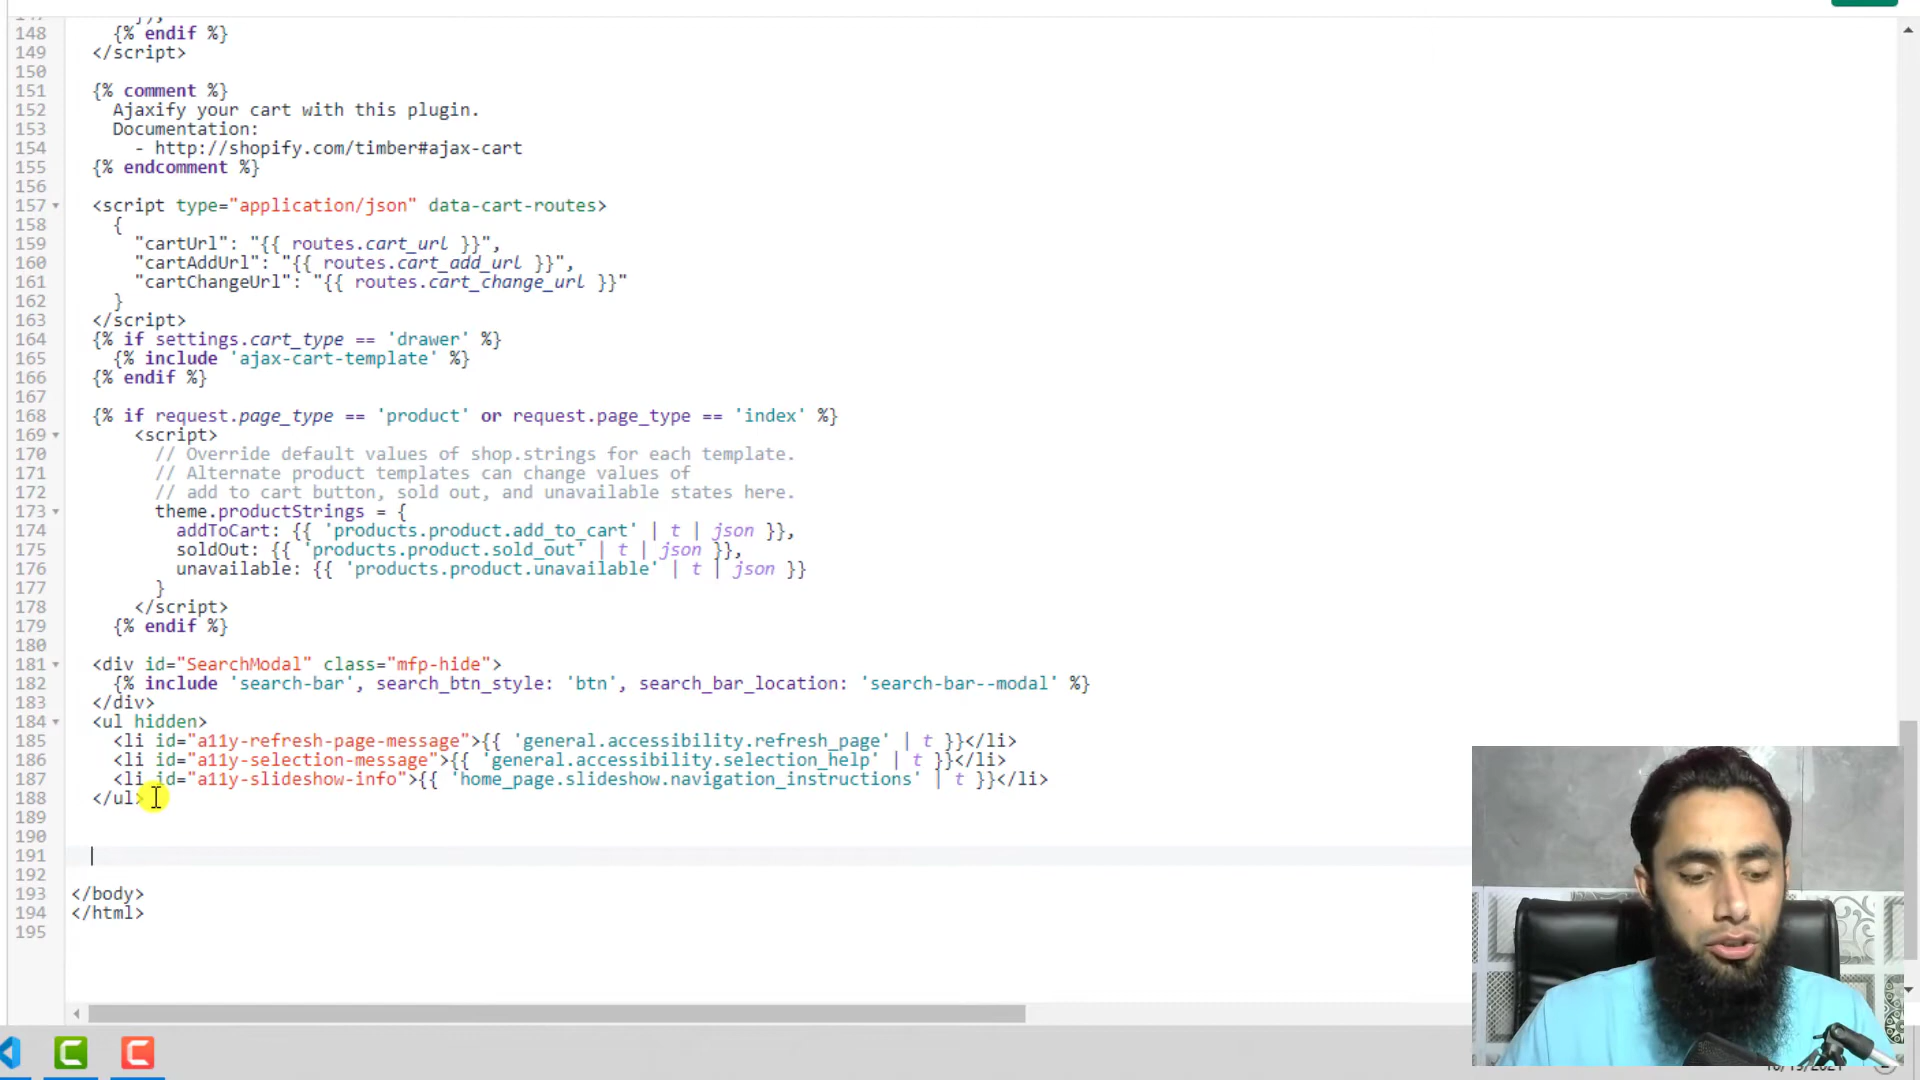 148 {% endif %}
149 </script>
150
151 {% comment %}
152 Ajaxify your cart with this plugin.
153 Documentation:
154 - http://shopify.com/timber#ajax-cart
155 {% endcomment %}
156
157 <script type="application/json" data-cart-routes>
158 {
159 "cartUrl": "{{ routes.cart_url }}",
160 "cartAddUrl": "{{ routes.cart_add_url }}",
161 "cartChangeUrl": "{{ routes.cart_change_url }}"
162 }
163 </script>
164 {% if settings.cart_type == 'drawer' %}
165 {% include 'ajax-cart-template' %}
166 {% endif %}
167
168 {% if request.page_type == 'product' or request.page_type == 'index' %}
169 <script>
170 // Override default values of shop.strings for each template.
171 // Alternate product templates can change values of
172 // add to cart button, sold out, and unavailable states here.
173 theme.productStrings = {
174 addToCart: {{ 'products.product.add_to_cart' | t | json }},
175 soldOut: {{ 'products.product.sold_out' | t | json }},
176 unavailable: {{ 'products.product.unavailable' | t | json }}
177 }
178 </script>
179 {% endif %}
180
181 <div id="SearchModal" class="mfp-hide">
182 {% include 'search-bar', search_btn_style: 'btn', search_bar_location: 'search-bar--modal' %}
183 </div>
184 <ul hidden>
185 <li id="a11y-refresh-page-message">{{ 'general.accessibility.refresh_page' | t }}</li>
186 <li id="a11y-selection-message">{{ 'general.accessibility.selection_help' | t }}</li>
187 <li id="a11y-slideshow-info">{{ 'home_page.slideshow.navigation_instructions' | t }}</li>
188 </ul>
189
190
191
192
193 </body>
194 </html>
195